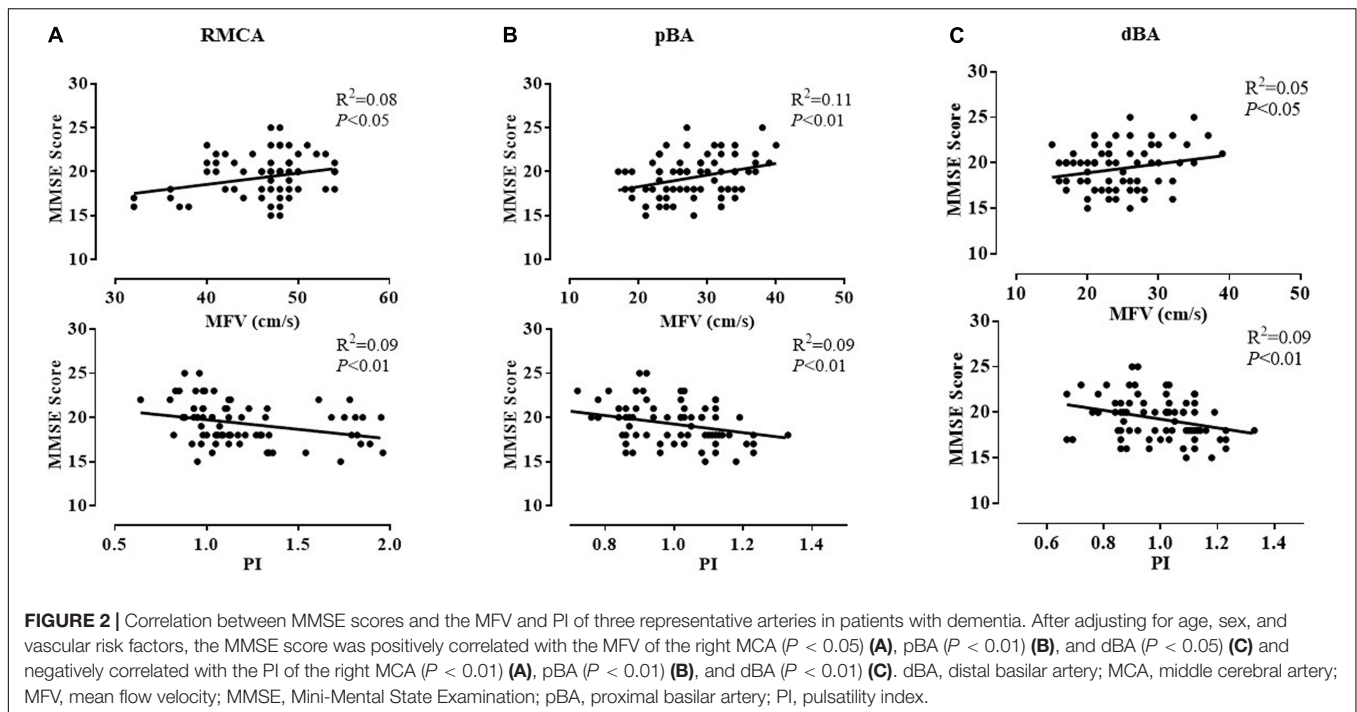 A
RMCA
30
25
20
15
10
MMSE Score
R²=0.08
P<0.05
30 40 50 60
MFV (cm/s)
30
25
20
15
10
MMSE Score
R²=0.09
P<0.01
0.5 1.0 1.5 2.0
PI
B
pBA
30
25
20
15
10
MMSE Score
R²=0.11
P<0.01
10 20 30 40 50
MFV (cm/s)
30
25
20
15
10
MMSE Score
R²=0.09
P<0.01
0.8 1.0 1.2 1.4
PI
C
dBA
30
25
20
15
10
MMSE Score
R²=0.05
P<0.05
10 20 30 40 50
MFV (cm/s)
30
25
20
15
10
MMSE Score
R²=0.09
P<0.01
0.6 0.8 1.0 1.2 1.4
PI
FIGURE 2 | Correlation between MMSE scores and the MFV and PI of three representative arteries in patients with dementia. After adjusting for age, sex, and
vascular risk factors, the MMSE score was positively correlated with the MFV of the right MCA (P < 0.05) (A), pBA (P < 0.01) (B), and dBA (P < 0.05) (C) and
negatively correlated with the PI of the right MCA (P < 0.01) (A), pBA (P < 0.01) (B), and dBA (P < 0.01) (C). dBA, distal basilar artery; MCA, middle cerebral artery;
MFV, mean flow velocity; MMSE, Mini-Mental State Examination; pBA, proximal basilar artery; PI, pulsatility index.